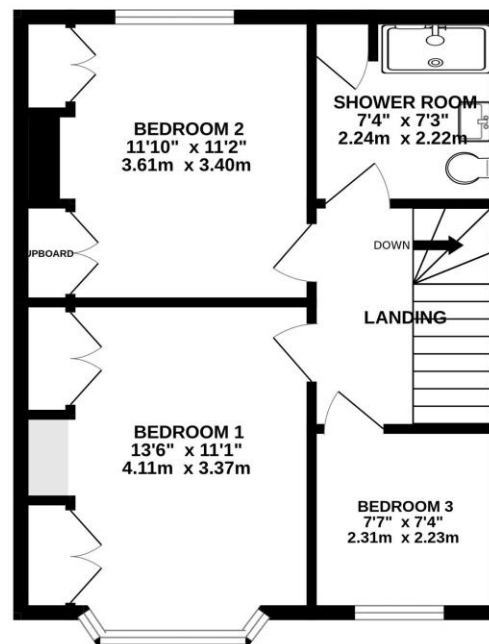 BEDROOM 2
11'10" x 11'2"
3.61m x 3.40m
SHOWER ROOM
7'4" x 7'3"
2.24m x 2.22m
UPBOARD
DOWN
LANDING
BEDROOM 1
13'6" x 11'1"
4.11m x 3.37m
BEDROOM 3
7'7" x 7'4"
2.31m x 2.23m